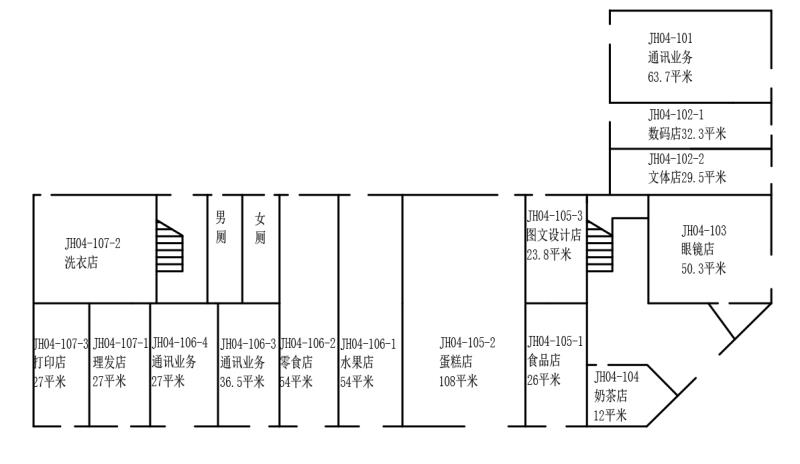 JH04-101
通讯业务
63.7平米
JH04-102-1
数码店32.3平米
JH04-102-2
文体店29.5平米
JH04-103
眼镜店
50.3平米
JH04-107-2
洗衣店
男
厕
女
厕
JH04-105-3
图文设计店
23.8平米
JH04-107-3
打印店
27平米
JH04-107-1
理发店
27平米
JH04-106-4
通讯业务
27平米
JH04-106-3
通讯业务
36.5平米
JH04-106-2
零食店
54平米
JH04-106-1
水果店
54平米
JH04-105-2
蛋糕店
108平米
JH04-105-1
食品店
26平米
JH04-104
奶茶店
12平米